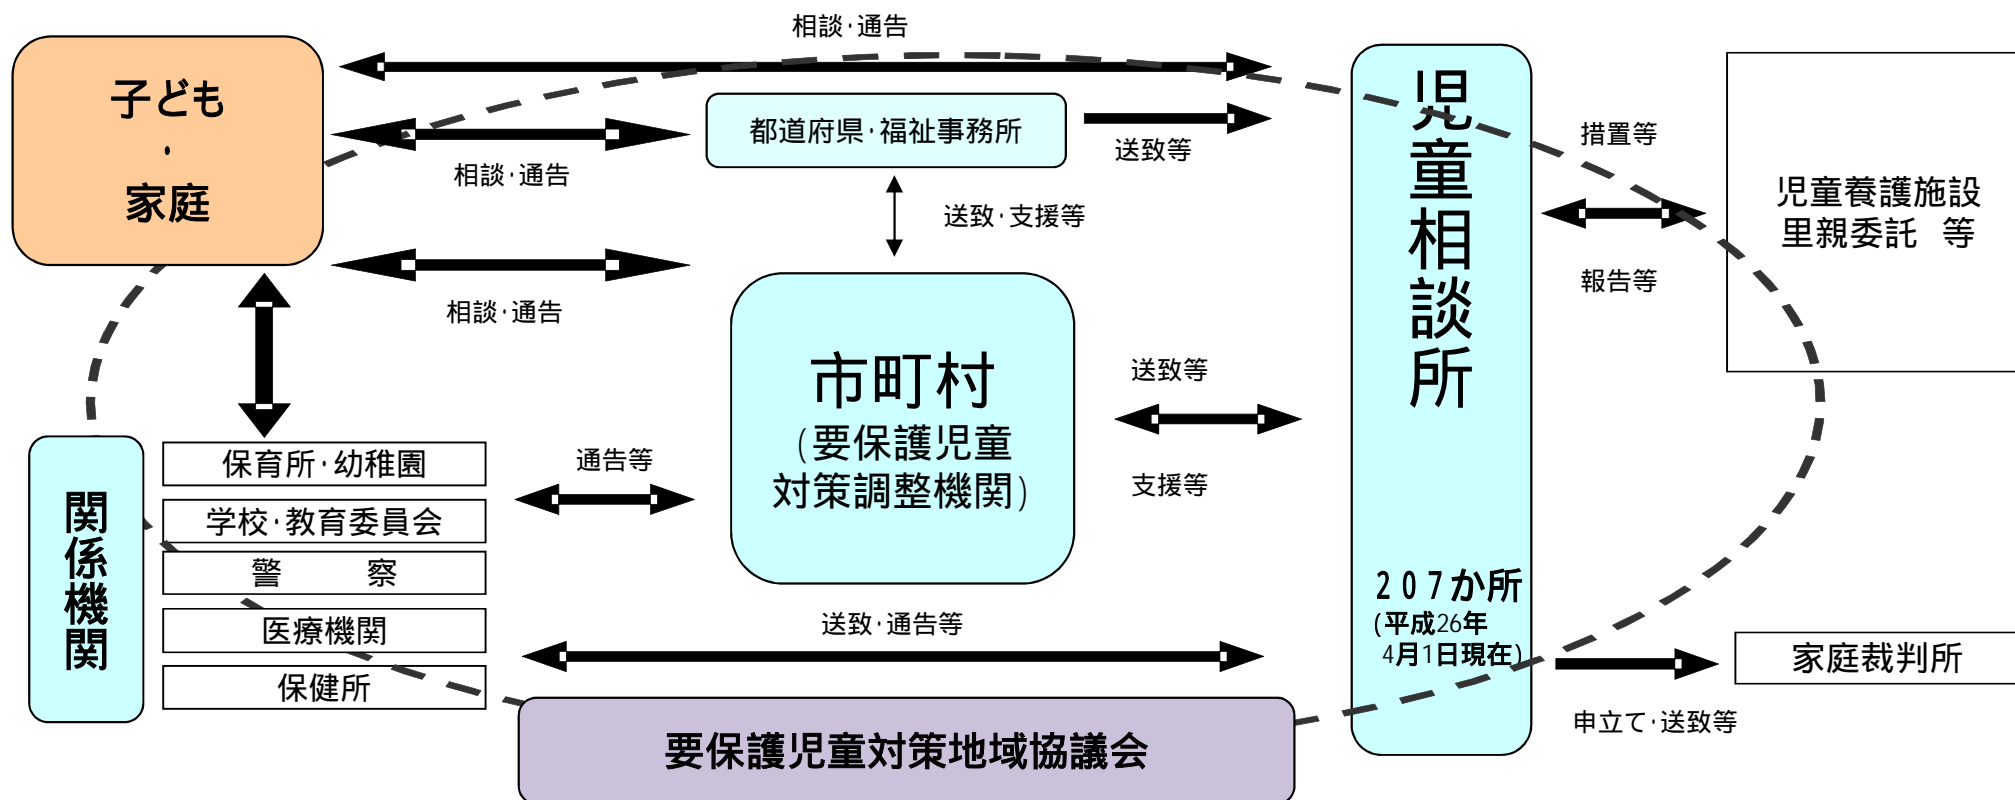 相談・通告
子ども
・
家庭
都道府県・福祉事務所
送致等
相談・通告
送致・支援等
相談・通告
児童相談所
措置等
児童養護施設
里親委託 等
報告等
市町村
(要保護児童
対策調整機関)
送致等
支援等
関係機関
保育所・幼稚園
学校・教育委員会
警 察
医療機関
保健所
通告等
207か所
(平成26年
4月1日現在)
送致・通告等
家庭裁判所
申立て・送致等
要保護児童対策地域協議会